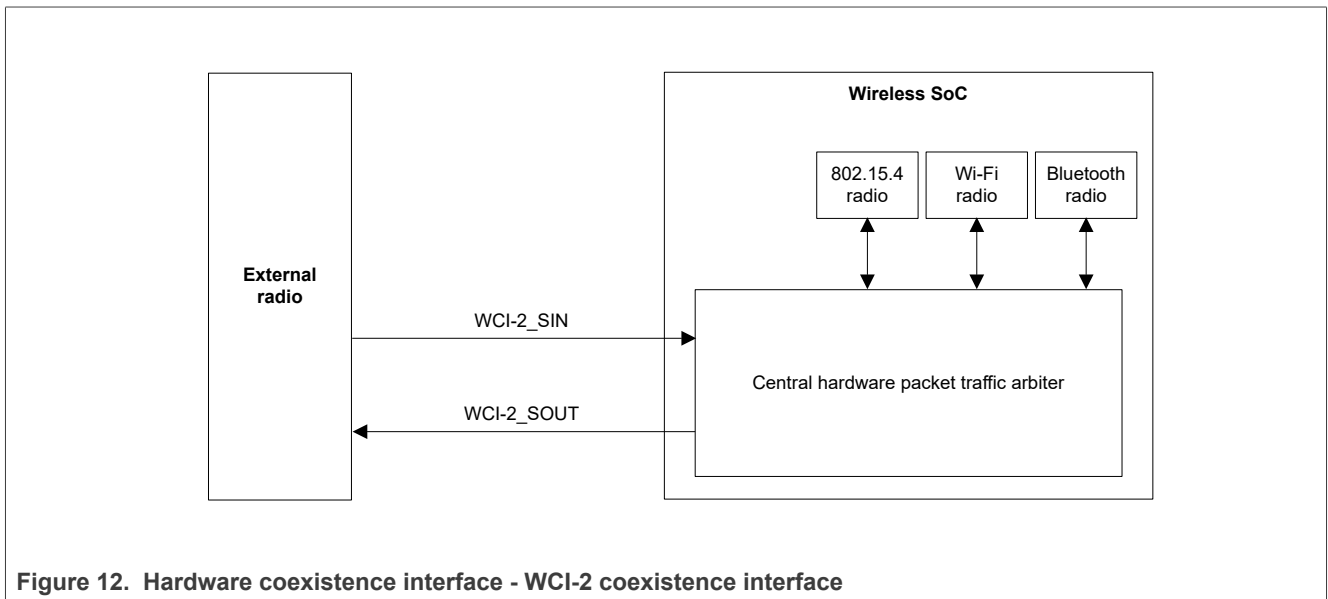 Wireless SoC
802.15.4
radio
Wi-Fi
radio
Bluetooth
radio
External
radio
WCI-2_SIN
Central hardware packet traffic arbiter
WCI-2_SOUT
Figure 12. Hardware coexistence interface - WCI-2 coexistence interface